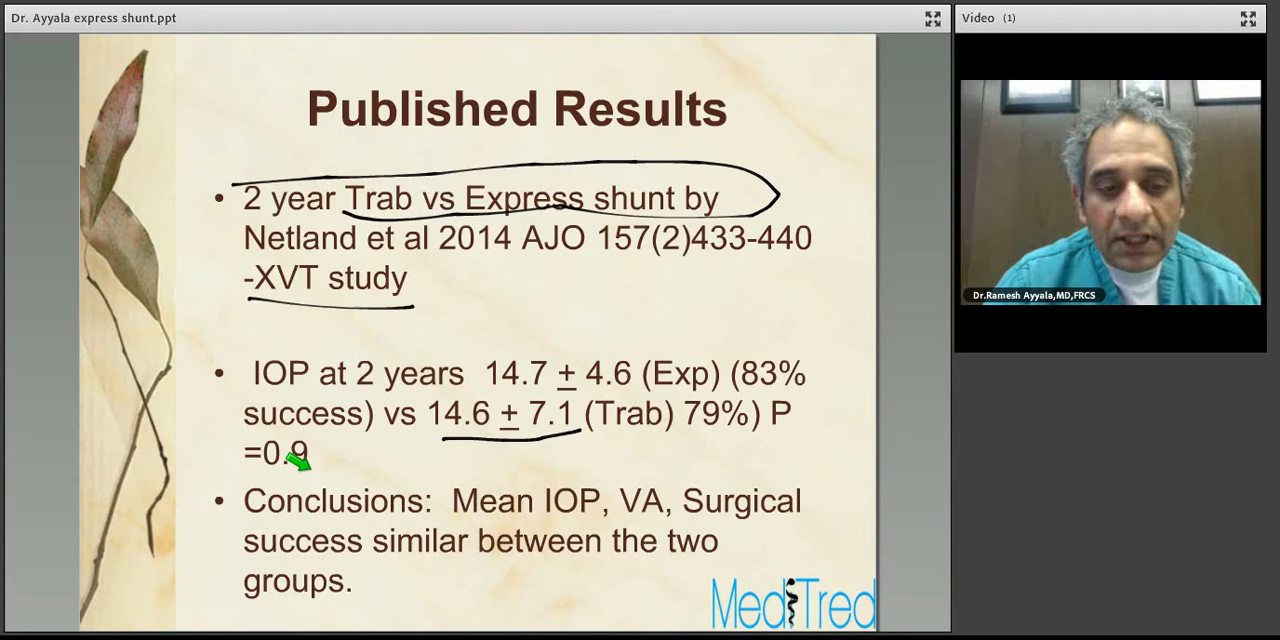 Dr. Ayyala express shunt.ppt
Video (1)
Published Results
• 2 year Trab vs Express shunt by
Netland et al 2014 AJO 157(2)433-440
-XVT study
• IOP at 2 years 14.7 + 4.6 (Exp) (83%
success) vs 14.6 + 7.1 (Trab) 79%) P
=0.9
• Conclusions: Mean IOP, VA, Surgical
success similar between the two
groups.
MediTred
Dr.Ramesh Ayyala,MD,FRCS